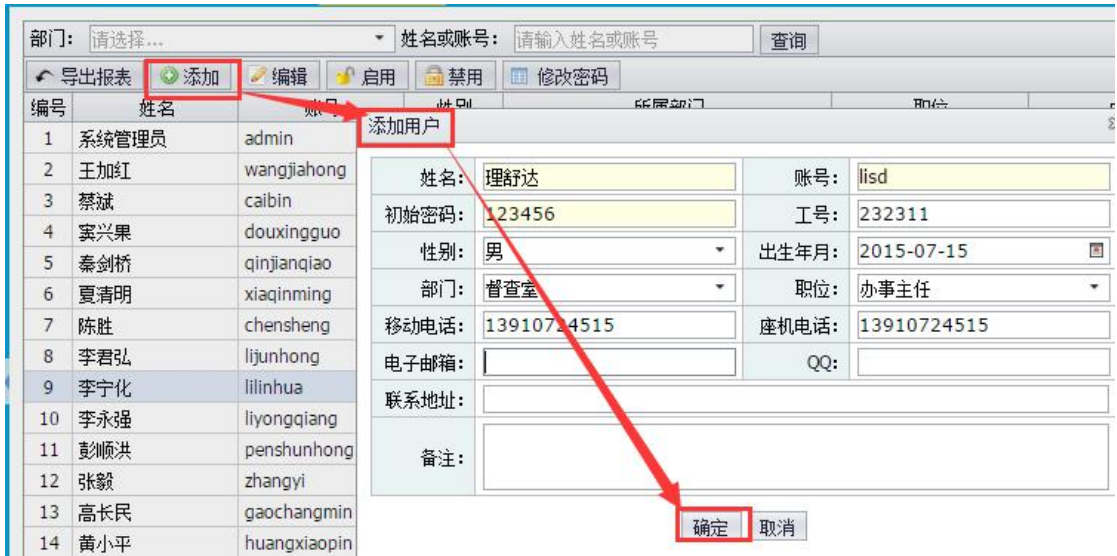 部门: 请选择... 姓名或账号: 请输入姓名或账号 查询
导出报表 添加 编辑 启用 禁用 修改密码
编号 姓名 账号 性别 所属部门 职位
添加用户
1 系统管理员 admin
2 王加红 wangjiahong
3 蔡斌 caibin
4 窦兴果 douxingguo
5 秦剑桥 qinjianqiao
6 夏清明 xiaqinming
7 陈胜 chensheng
8 李君弘 lijunhong
9 李宁化 lilinhua
10 李永强 liyongqiang
11 彭顺洪 penshunhong
12 张毅 zhangyi
13 高长民 gaochangmin
14 黄小平 huangxiaopin
姓名: 理舒达 账号: lisd
初始密码: 123456 工号: 232311
性别: 男 出生年月: 2015-07-15
部门: 督查室 职位: 办事主任
移动电话: 13910724515 座机电话: 13910724515
电子邮箱: QQ:
联系地址:
备注:
确定 取消